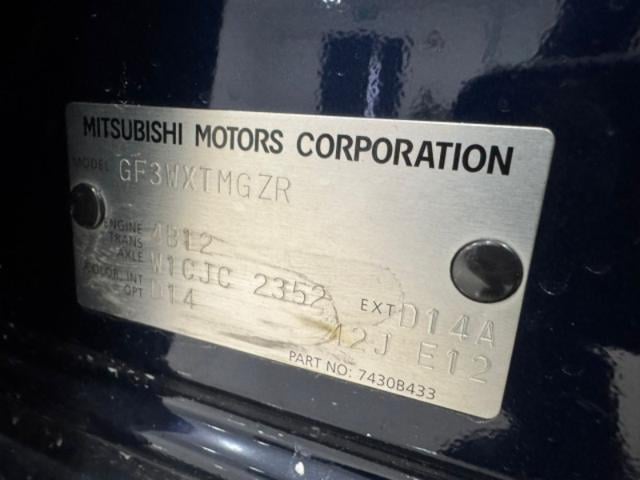 MITSUBISHI MOTORS CORPORATION
MODEL GF3WXTMGZR
ENGINE 4B12
TRANS AXLE W1CJC 2352
COLOR, INT OPT D14 EXT D14A
42J E12
PART NO: 7430B433